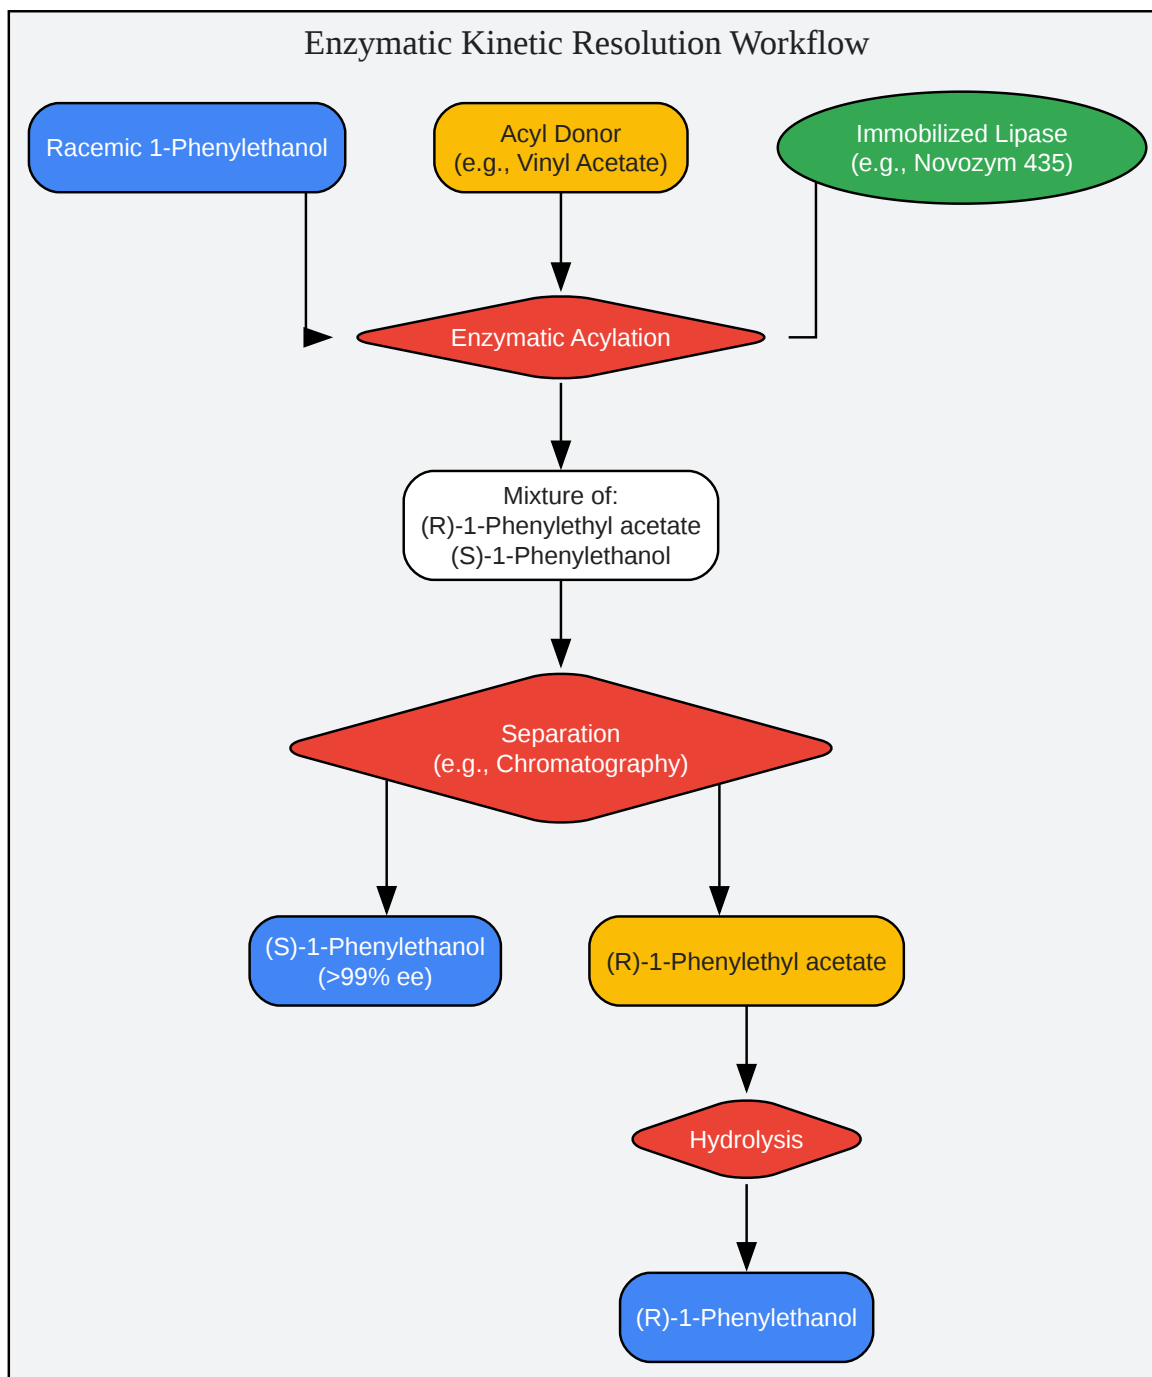 Enzymatic Kinetic Resolution Workflow
Racemic 1-Phenylethanol
Acyl Donor
(e.g., Vinyl Acetate)
Immobilized Lipase
(e.g., Novozym 435)
Enzymatic Acylation
Mixture of:
(R)-1-Phenylethyl acetate
(S)-1-Phenylethanol
Separation
(e.g., Chromatography)
(S)-1-Phenylethanol
(>99% ee)
(R)-1-Phenylethyl acetate
Hydrolysis
(R)-1-Phenylethanol